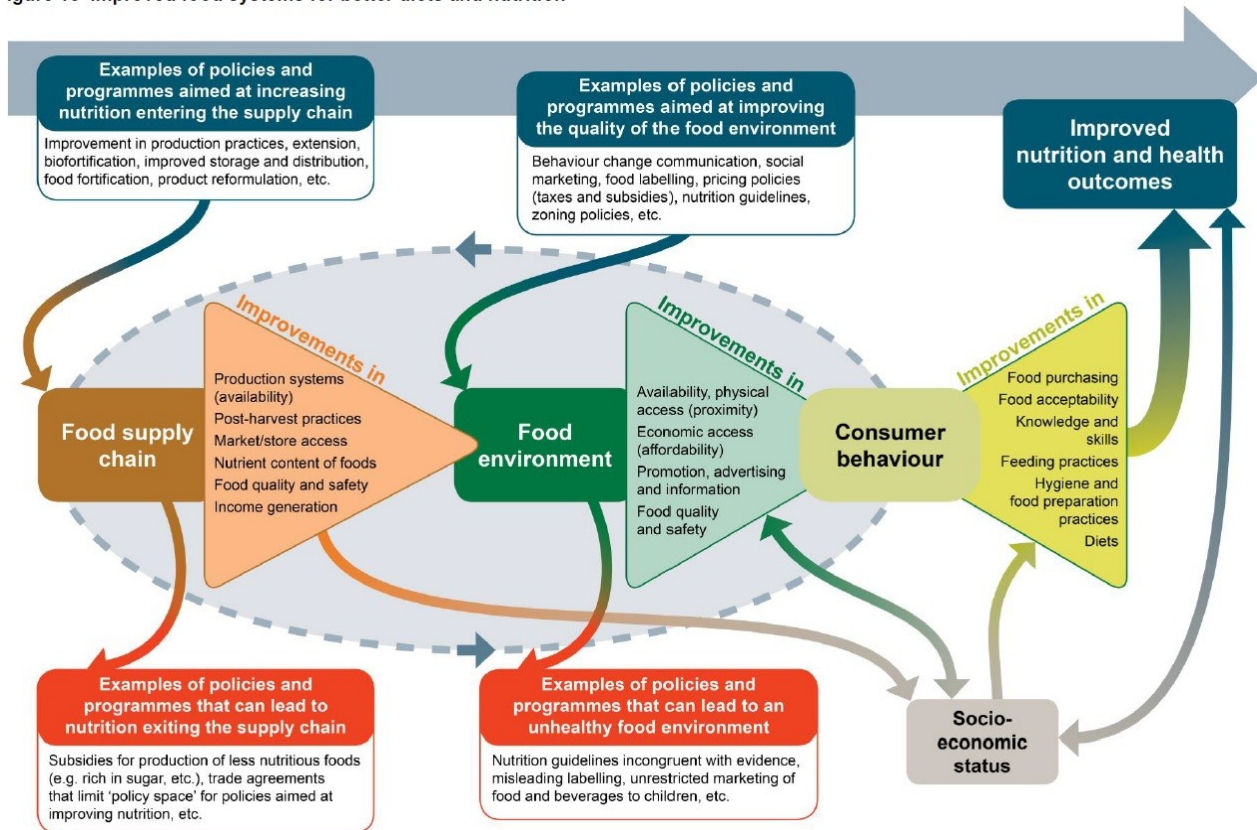 Examples of policies and
programmes aimed at increasing
nutrition entering the supply chain
Improvement in production practices, extension,
biofortification, improved storage and distribution,
food fortification, product reformulation, etc.
Examples of policies and
programmes aimed at improving
the quality of the food environment
Behaviour change communication, social
marketing, food labelling, pricing policies
(taxes and subsidies), nutrition guidelines,
zoning policies, etc.
Improved
nutrition and health
outcomes
Food supply
chain
Improvements in
Production systems
(availability)
Post-harvest practices
Market/store access
Nutrient content of foods
Food quality and safety
Income generation
Food
environment
Improvements in
Availability, physical
access (proximity)
Economic access
(affordability)
Promotion, advertising
and information
Food quality
and safety
Consumer
behaviour
Improvements in
Food purchasing
Food acceptability
Knowledge and
skills
Feeding practices
Hygiene and
food preparation
practices
Diets
Examples of policies and
programmes that can lead to
nutrition exiting the supply chain
Subsidies for production of less nutritious foods
(e.g. rich in sugar, etc.), trade agreements
that limit ‘policy space’ for policies aimed at
improving nutrition, etc.
Examples of policies and
programmes that can lead to an
unhealthy food environment
Nutrition guidelines incongruent with evidence,
misleading labelling, unrestricted marketing of
food and beverages to children, etc.
Socio-
economic
status